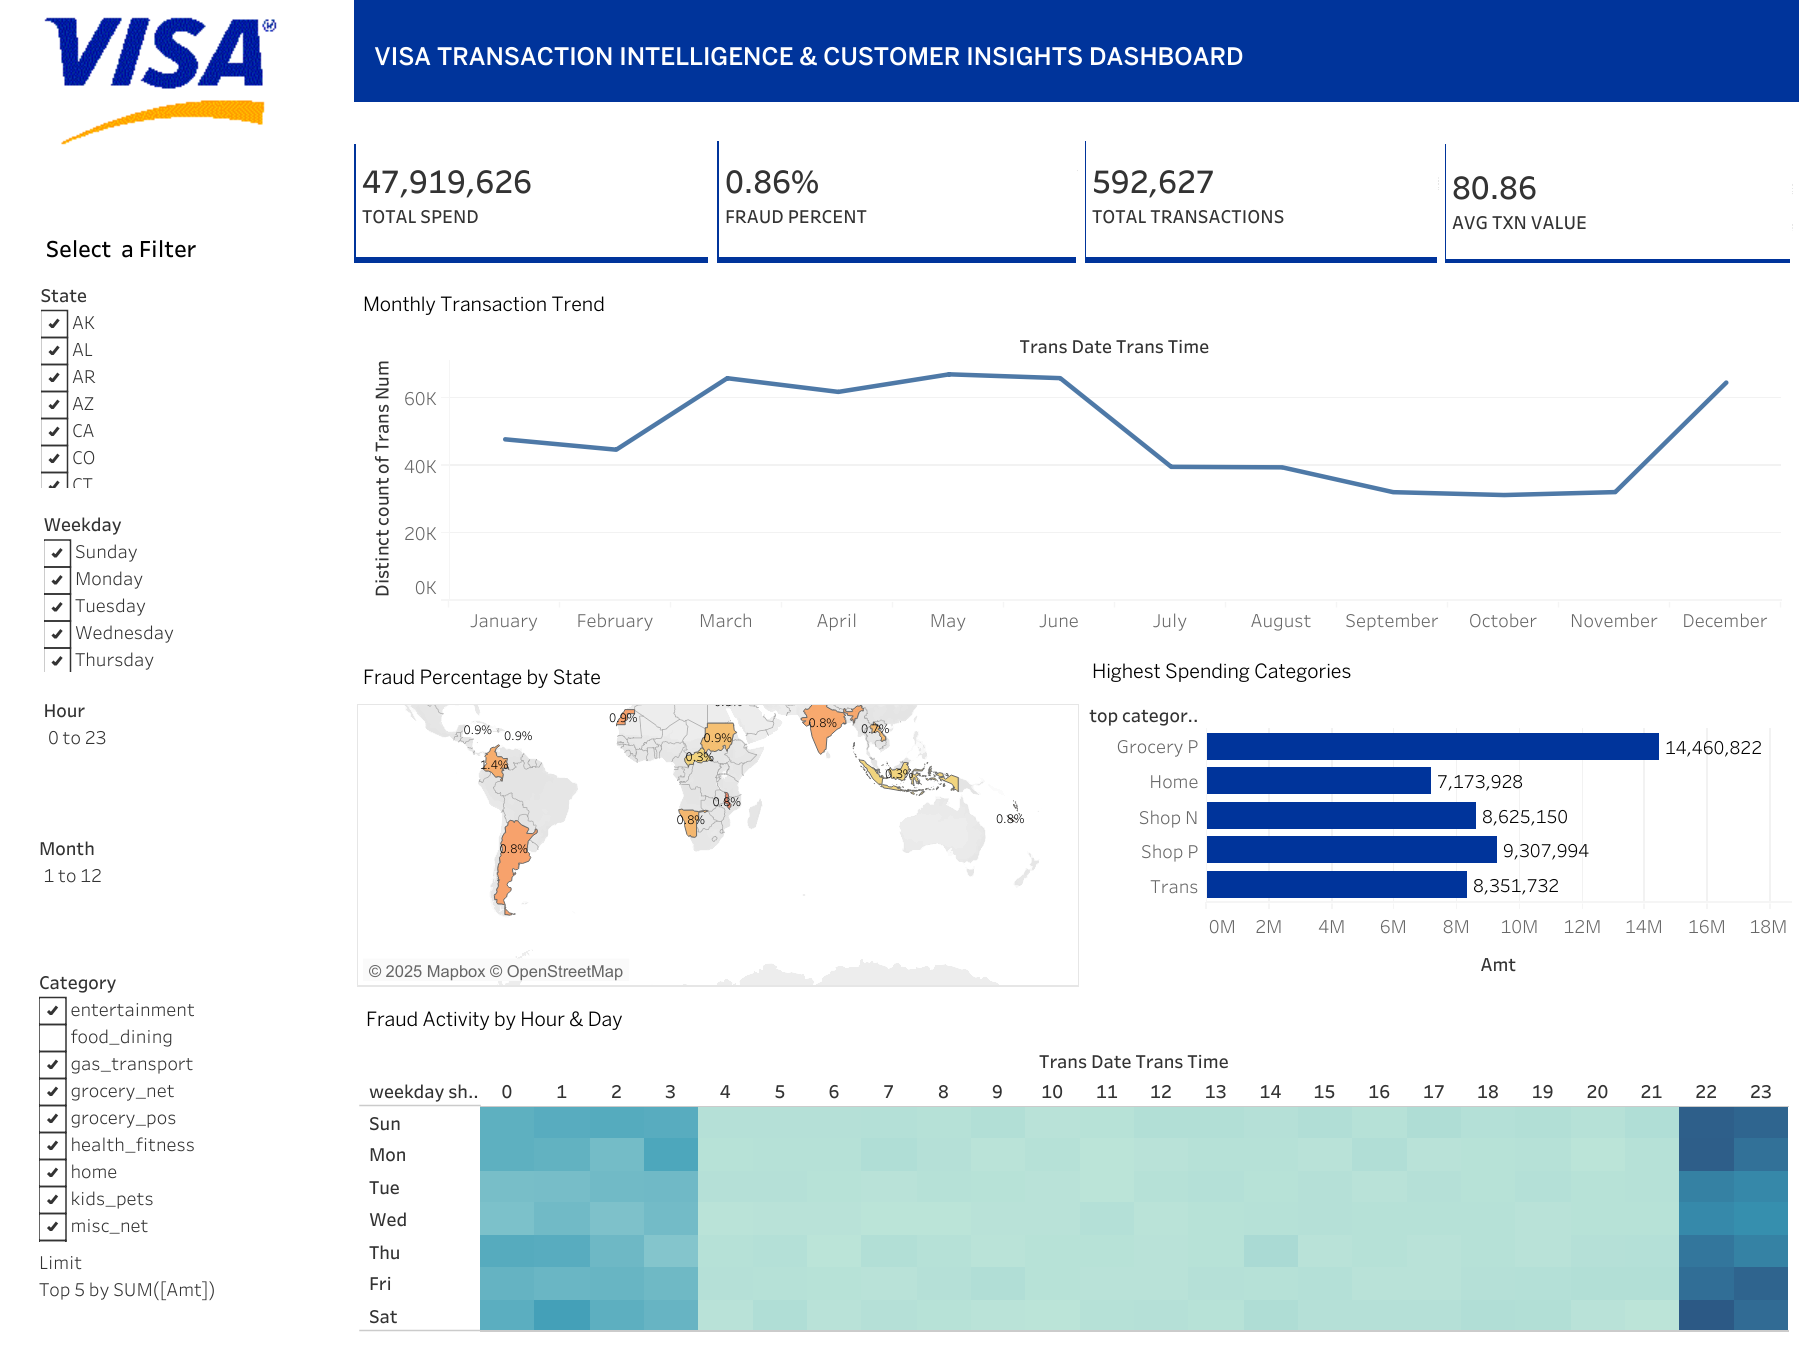 VISA®
VISA TRANSACTION INTELLIGENCE & CUSTOMER INSIGHTS DASHBOARD
47,919,626
TOTAL SPEND
0.86%
FRAUD PERCENT
592,627
TOTAL TRANSACTIONS
80.86
AVG TXN VALUE
Select a Filter
State
AK
AL
AR
AZ
CA
CO
CT
Weekday
Sunday
Monday
Tuesday
Wednesday
Thursday
Hour
0 to 23
Month
1 to 12
Category
entertainment
food_dining
gas_transport
grocery_net
grocery_pos
health_fitness
home
kids_pets
misc_net
Limit
Top 5 by SUM([Amt])
Monthly Transaction Trend
Trans Date Trans Time
Distinct count of Trans Num
60K
40K
20K
0K
January February March April May June July August September October November December
Fraud Percentage by State
0.9%
0.9%
0.9%
1.4%
0.8%
0.9%
0.3%
0.8%
0.8%
0.8%
0.7%
0.3%
0.8%
© 2025 Mapbox © OpenStreetMap
Highest Spending Categories
top categor..
Grocery P 14,460,822
Home 7,173,928
Shop N 8,625,150
Shop P 9,307,994
Trans 8,351,732
0M 2M 4M 6M 8M 10M 12M 14M 16M 18M
Amt
Fraud Activity by Hour & Day
Trans Date Trans Time
weekday sh.. 0 1 2 3 4 5 6 7 8 9 10 11 12 13 14 15 16 17 18 19 20 21 22 23
Sun
Mon
Tue
Wed
Thu
Fri
Sat